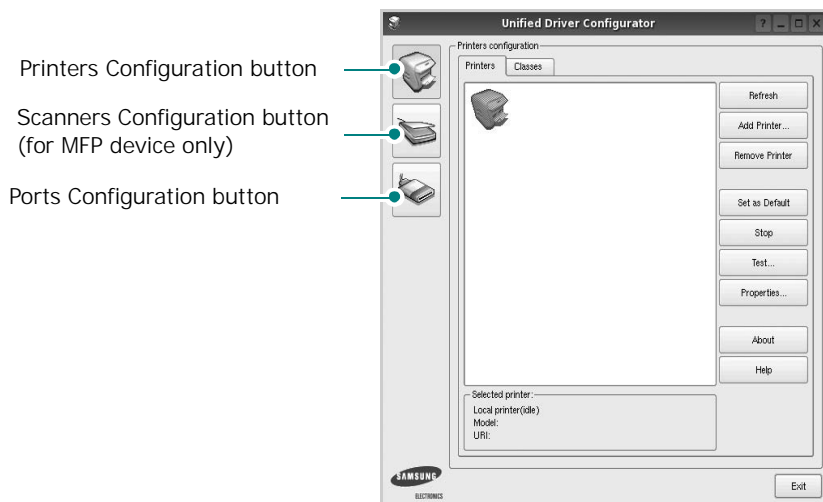 Unified Driver Configurator
Printers Configuration button
Scanners Configuration button
(for MFP device only)
Ports Configuration button
Printers configuration
Printers
Classes
Refresh
Add Printer...
Remove Printer
Set as Default
Stop
Test...
Properties...
About
Help
Selected printer:
Local printer(idle)
Model:
URI:
SAMSUNG
ELECTRONICS
Exit